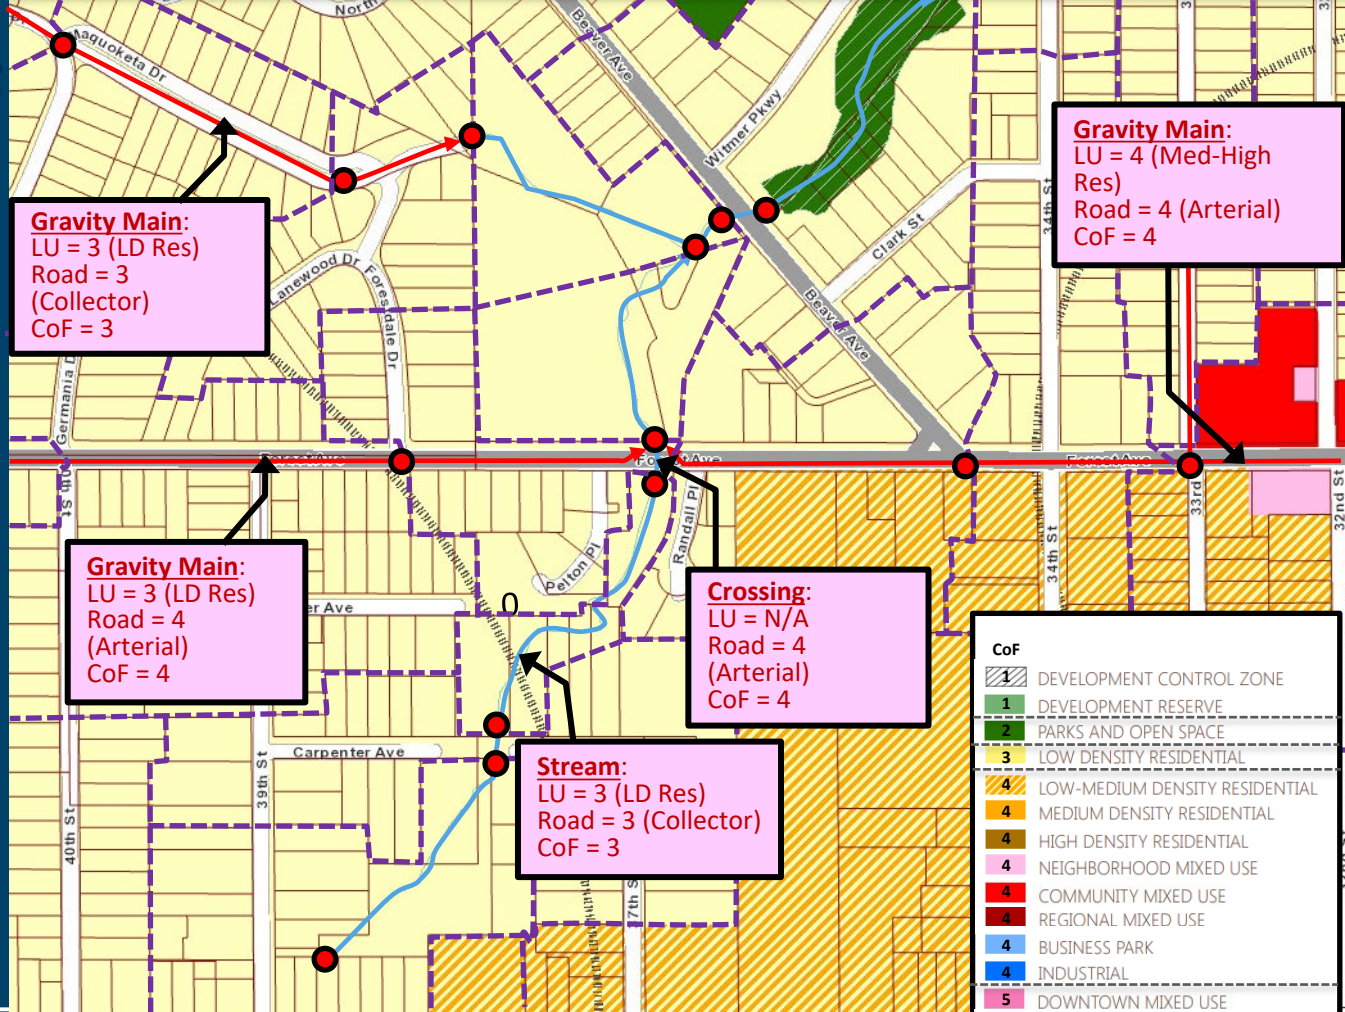 North
Maquoketa Dr
Beaver Ave
Witmer Pkwy
Clark St
34th St
Gravity Main:
LU = 4 (Med-High
Res)
Road = 4 (Arterial)
CoF = 4
Gravity Main:
LU = 3 (LD Res)
Road = 3
(Collector)
CoF = 3
Lanewood Dr
Forestdale Dr
Beaver Ave
Germania D
Forest Ave
Forest Ave
33rd
32nd St
34th St
Randall Pl
Pelton Pl
Gravity Main:
LU = 3 (LD Res)
Road = 4
(Arterial)
CoF = 4
er Ave
0
Crossing:
LU = N/A
Road = 4
(Arterial)
CoF = 4
Carpenter Ave
39th St
40th St
Stream:
LU = 3 (LD Res)
Road = 3 (Collector)
CoF = 3
7th S
CoF
1 DEVELOPMENT CONTROL ZONE
1 DEVELOPMENT RESERVE
2 PARKS AND OPEN SPACE
3 LOW DENSITY RESIDENTIAL
4 LOW-MEDIUM DENSITY RESIDENTIAL
4 MEDIUM DENSITY RESIDENTIAL
4 HIGH DENSITY RESIDENTIAL
4 NEIGHBORHOOD MIXED USE
4 COMMUNITY MIXED USE
4 REGIONAL MIXED USE
4 BUSINESS PARK
4 INDUSTRIAL
5 DOWNTOWN MIXED USE